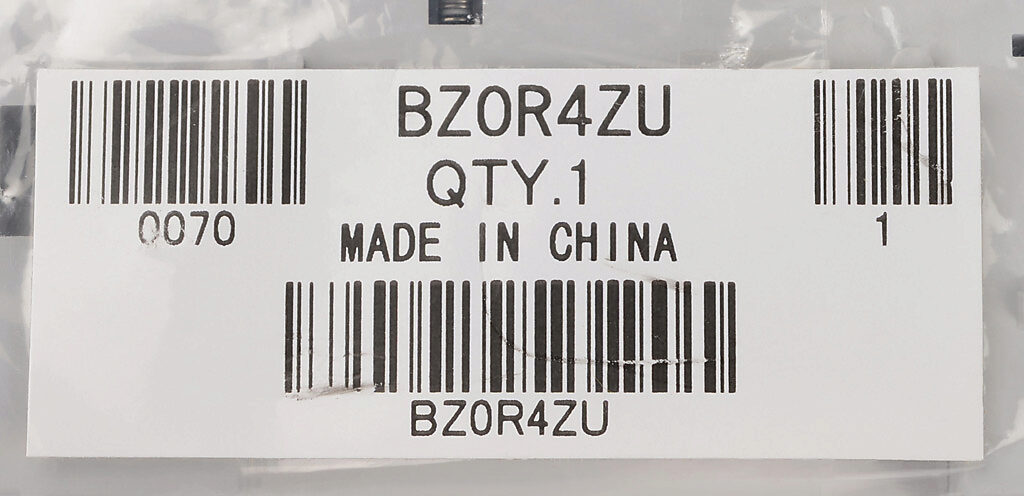 BZ0R4ZU
QTY.1
0070
1
MADE IN CHINA
BZ0R4ZU